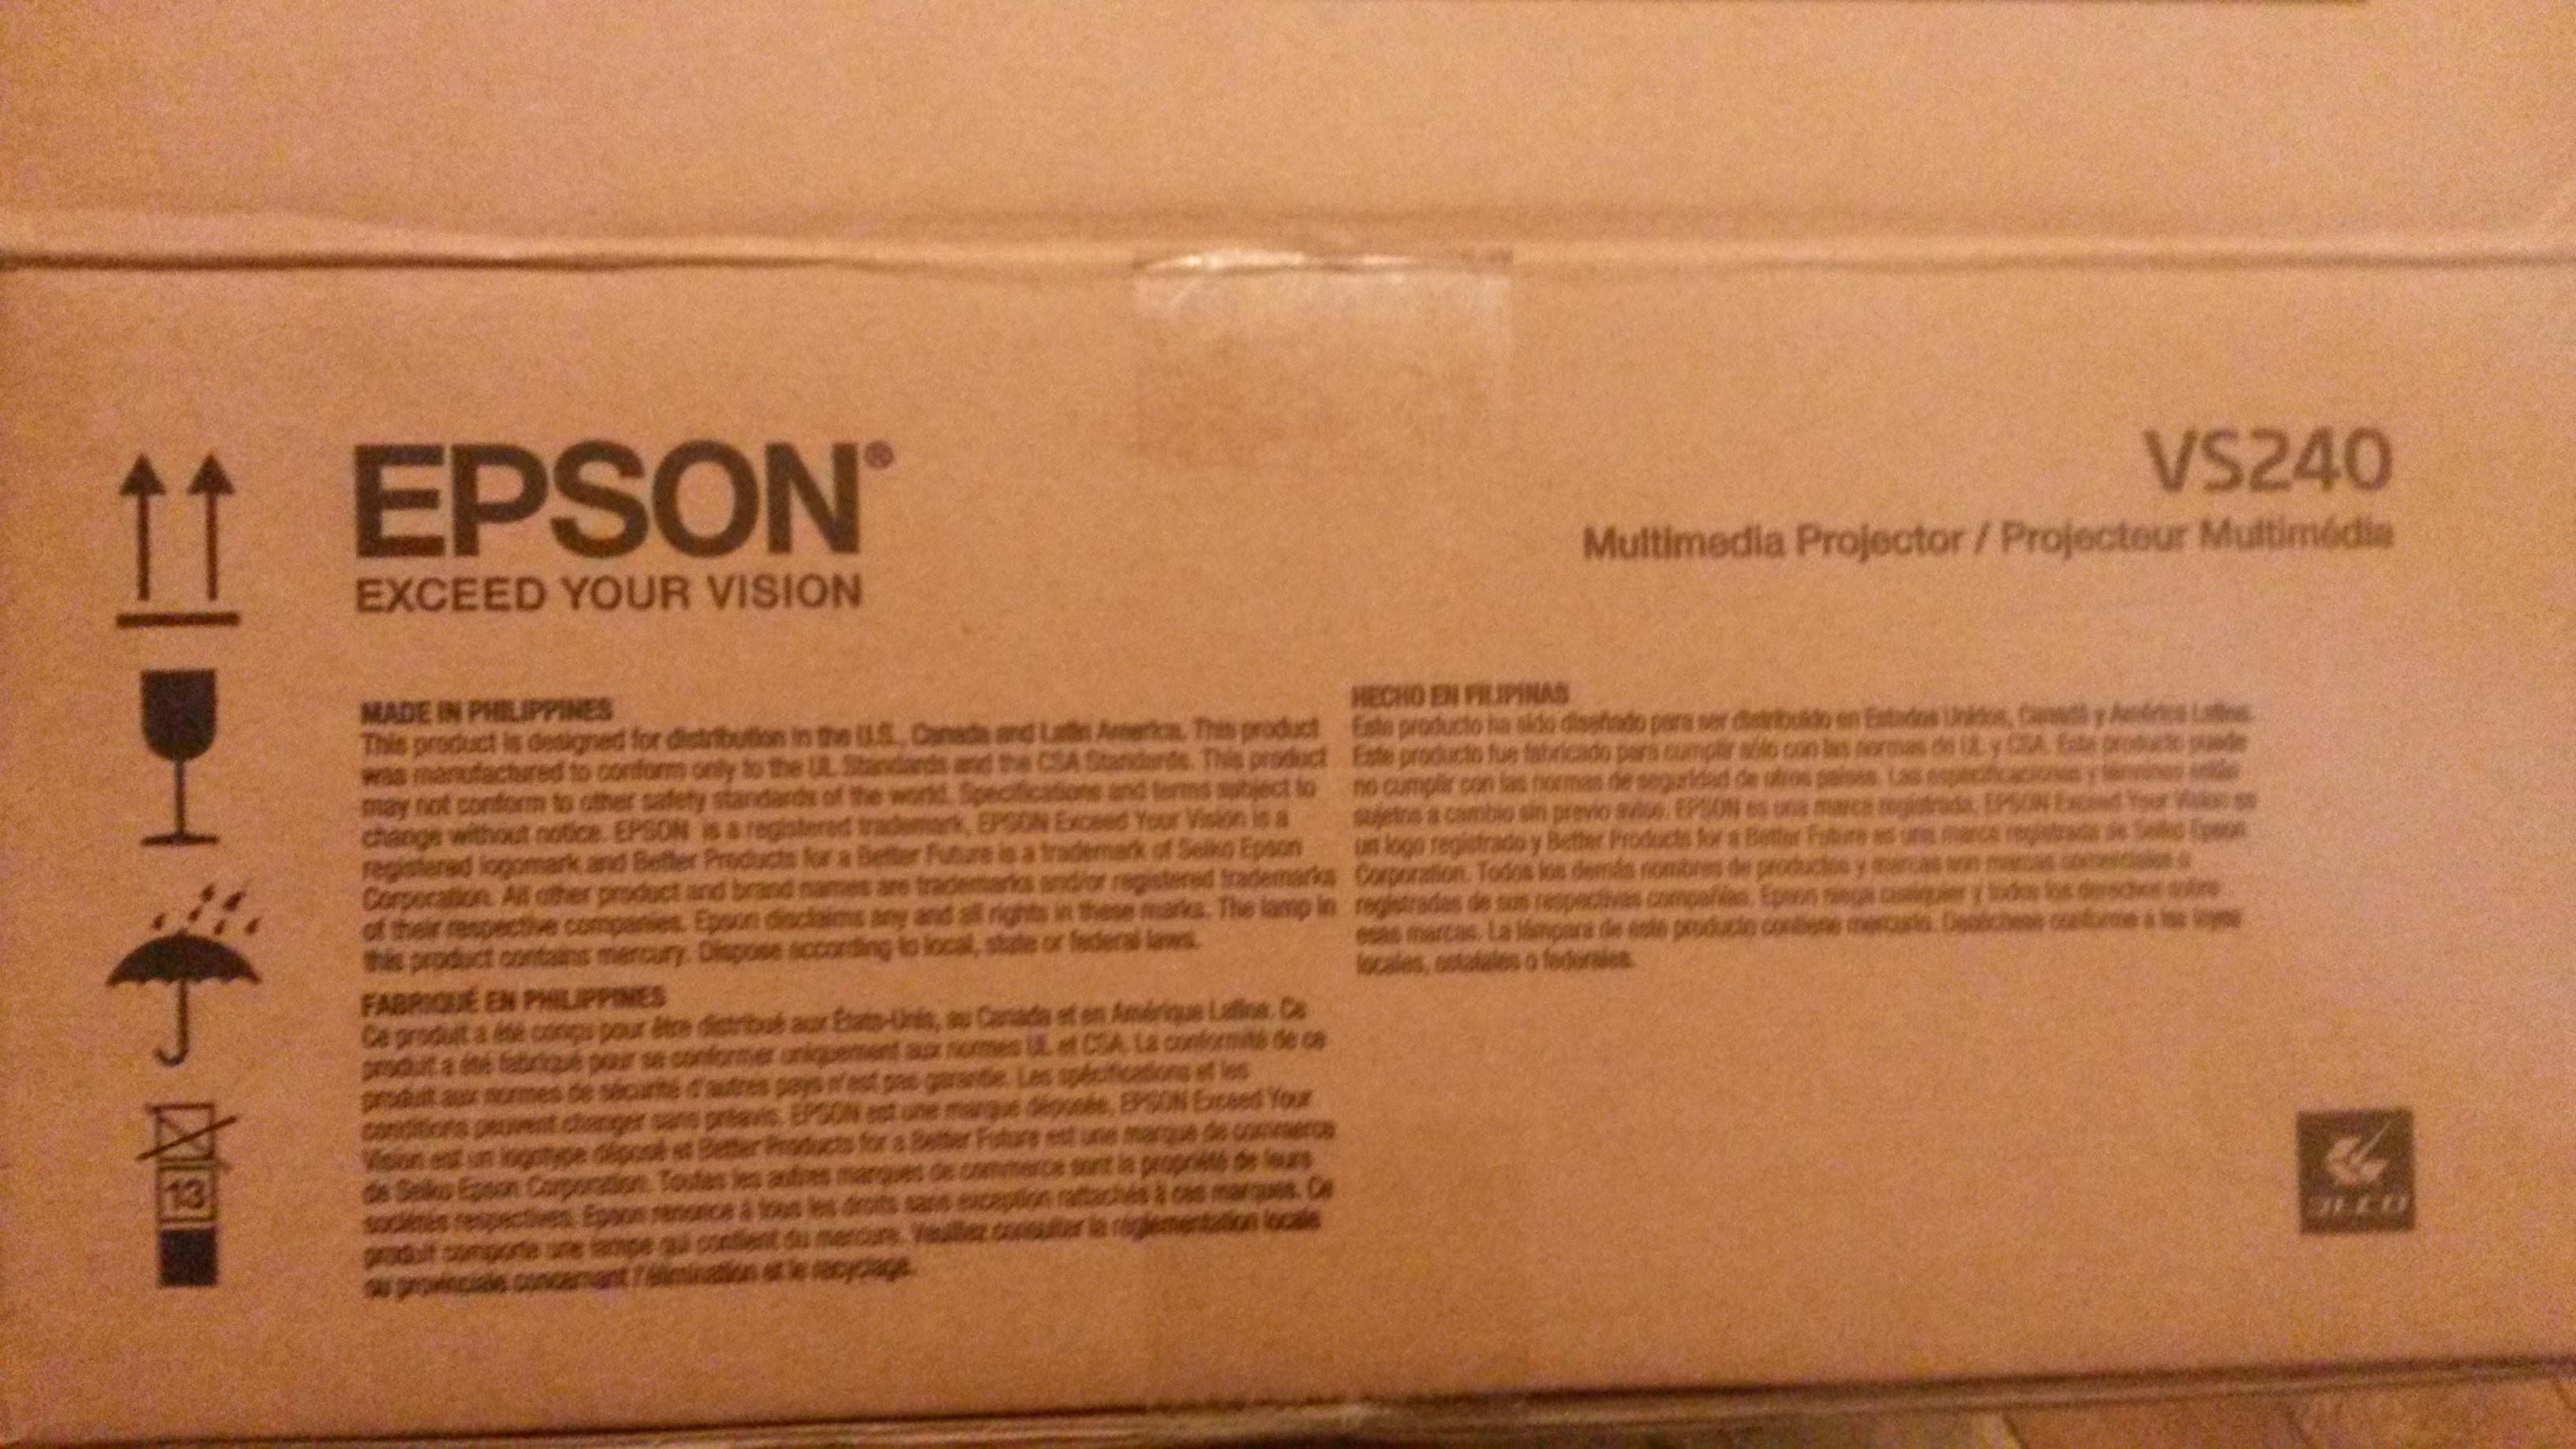 EPSON®
EXCEED YOUR VISION
VS240
Multimedia Projector / Projecteur Multimédia
MADE IN PHILIPPINES
This product is designed for distribution in the U.S., Canada and Latin America. This product
was manufactured to conform only to the UL Standards and the CSA Standards. This product
may not conform to other safety standards of the world. Specifications and terms subject to
change without notice. EPSON is a registered trademark, EPSON Exceed Your Vision is a
registered logomark and Better Products for a Better Future is a trademark of Seiko Epson
Corporation. All other product and brand names are trademarks and/or registered trademarks
of their respective companies. Epson disclaims any and all rights in these marks. The lamp in
this product contains mercury. Dispose according to local, state or federal laws.
FABRIQUÉ EN PHILIPPINES
Ce produit a été conçu pour être distribué aux États-Unis, au Canada et en Amérique Latine. Ce
produit a été fabriqué pour se conformer uniquement aux normes UL et CSA. La conformité de ce
produit aux normes de sécurité d'autres pays n'est pas garantie. Les spécifications et les
conditions peuvent changer sans préavis. EPSON est une marque déposée, EPSON Exceed Your
Vision est un logotype déposé et Better Products for a Better Future est une marque de commerce
de Seiko Epson Corporation. Toutes les autres marques de commerce sont la propriété de leurs
sociétés respectives. Epson renonce à tous les droits sans exception rattachés à ces marques. Ce
produit comporte une lampe qui contient du mercure. Veuillez consulter la réglementation locale
ou provinciale concernant l'élimination et le recyclage.
HECHO EN FILIPINAS
Este producto ha sido diseñado para ser distribuido en Estados Unidos, Canadá y América Latina.
Este producto fue fabricado para cumplir sólo con las normas de UL y CSA. Este producto puede
no cumplir con las normas de seguridad de otros países. Las especificaciones y términos están
sujetos a cambio sin previo aviso. EPSON es una marca registrada, EPSON Exceed Your Vision es
un logo registrado y Better Products for a Better Future es una marca registrada de Seiko Epson
Corporation. Todos los demás nombres de productos y marcas son marcas comerciales o
registradas de sus respectivas compañías. Epson niega cualquier y todos los derechos sobre
esas marcas. La lámpara de este producto contiene mercurio. Deséchese conforme a las leyes
locales, estatales o federales.
13